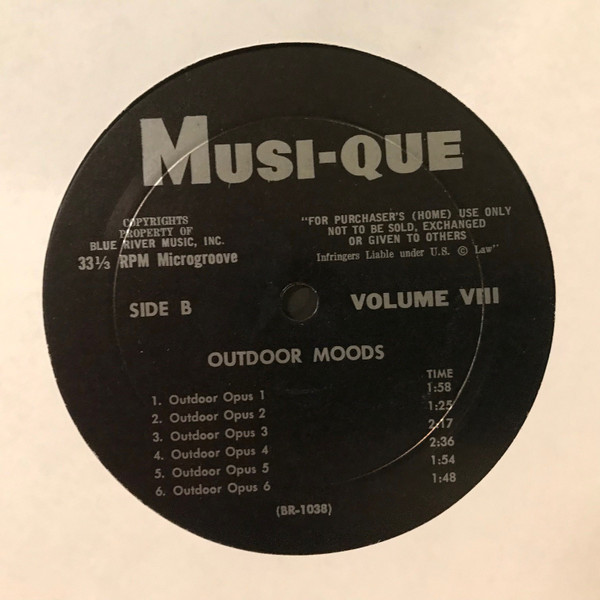 MUSI-QUE
COPYRIGHTS
PROPERTY OF
BLUE RIVER MUSIC, INC.
33⅓ RPM Microgroove
"FOR PURCHASER'S (HOME) USE ONLY
NOT TO BE SOLD, EXCHANGED
OR GIVEN TO OTHERS
Infringers Liable under U.S. © Law"
SIDE B
VOLUME VIII
OUTDOOR MOODS
TIME
1. Outdoor Opus 1 1:58
2. Outdoor Opus 2 1:25
3. Outdoor Opus 3 2:17
4. Outdoor Opus 4 2:36
5. Outdoor Opus 5 1:54
6. Outdoor Opus 6 1:48
(BR-1038)